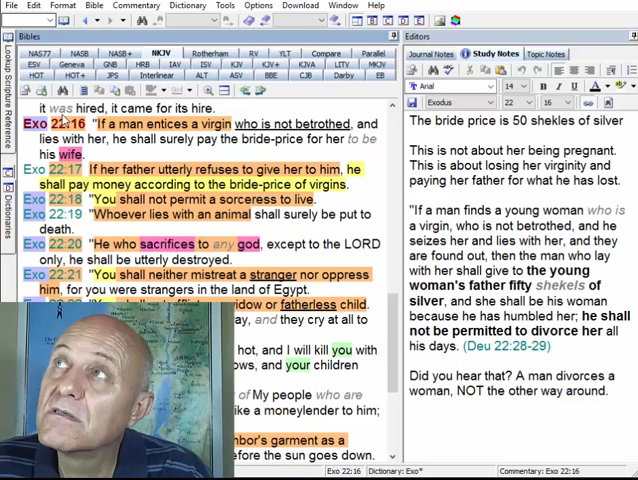 File Edit Bible Book Commentary Dictionary Tools Download Window Help
Bibles
NAS77 NASB NASB+ NKJV Rotherham RV YLT Compare Parallel
ESV Geneva GNB GNV HRB IAV ISV KJV+ KJV-1611 KJVA LXX
HOT+ HOT JPS Interlinear ALT ASV BBE CJB Darby EB
it was hired, it came for its hire.
Exo 22:16 "If a man entices a virgin who is not betrothed, and
lies with her, he shall surely pay the bride-price for her to be
his wife.
Exo 22:17 If her father utterly refuses to give her to him, he
shall pay money according to the bride-price of virgins.
Exo 22:18 "You shall not permit a sorceress to live.
Exo 22:19 "Whoever lies with an animal shall surely be put to
death.
Exo 22:20 "He who sacrifices to any god, except to the LORD
only, he shall be utterly destroyed.
Exo 22:21 "You shall neither mistreat a stranger nor oppress
him, for you were strangers in the land of Egypt.
widow or fatherless child.
and they cry at all to
hot, and I will kill you with
and your children
of My people who are
like a moneylender to him;
garment as a
before the sun goes down.
Lookup Scripture Reference
Dictionaries
Editors
Journal Notes Study Notes Topic Notes
Arial 14 B I U
Exodus 22 16
The bride price is 50 shekles of silver
This is not about her being pregnant.
This is about losing her virginity and
paying her father for what he has lost.
"If a man finds a young woman who is
a virgin, who is not betrothed, and he
seizes her and lies with her, and they
are found out, then the man who lay
with her shall give to the young
woman's father fifty shekels of
silver, and she shall be his woman
because he has humbled her; he shall
not be permitted to divorce her all
his days. (Deu 22:28-29)
Did you hear that? A man divorces a
woman, NOT the other way around.
Exo 22:16 Dictionary: Exo* Commentary: Exo 22:16